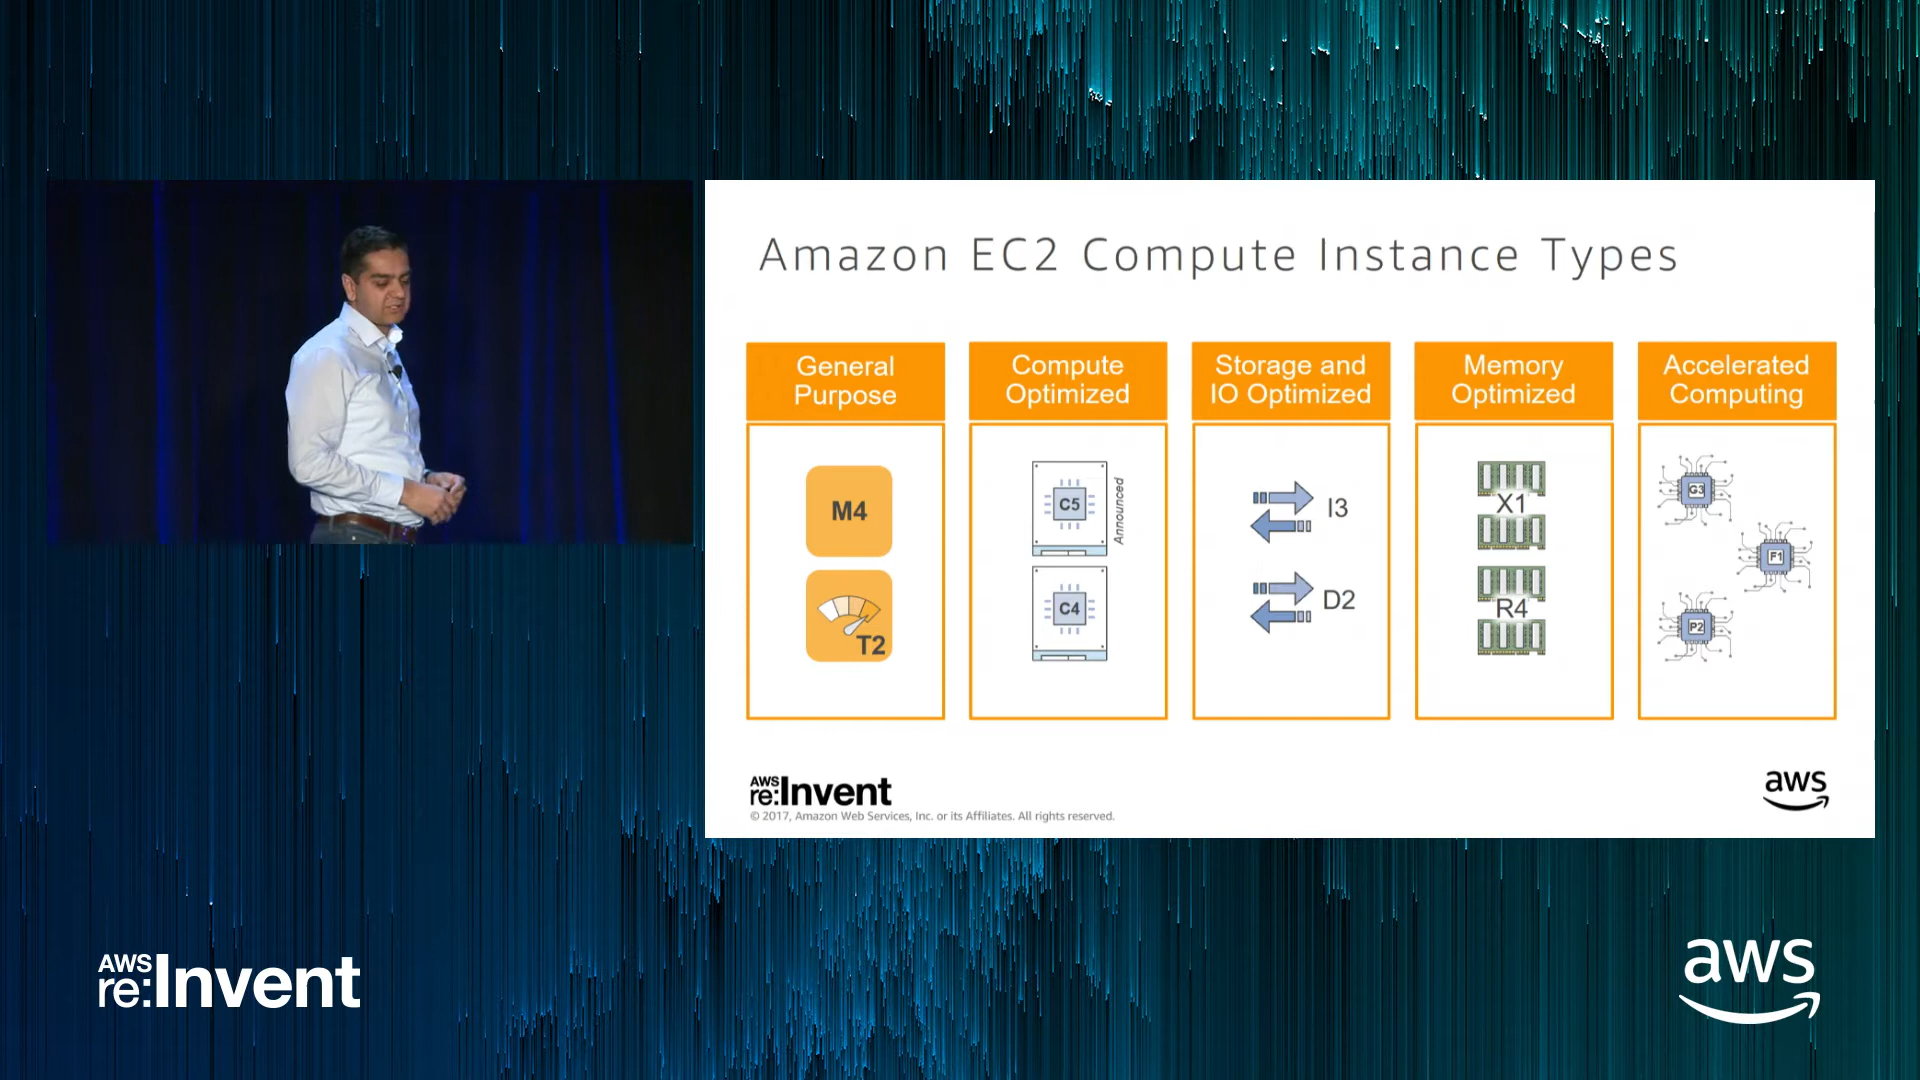 Amazon EC2 Compute Instance Types
General
Purpose
M4
T2
Compute
Optimized
C5
Announced
C4
Storage and
IO Optimized
I3
D2
Memory
Optimized
X1
R4
Accelerated
Computing
G3
F1
P2
AWS
re:Invent
© 2017, Amazon Web Services, Inc. or its Affiliates. All rights reserved.
aws
AWS
re:Invent
aws